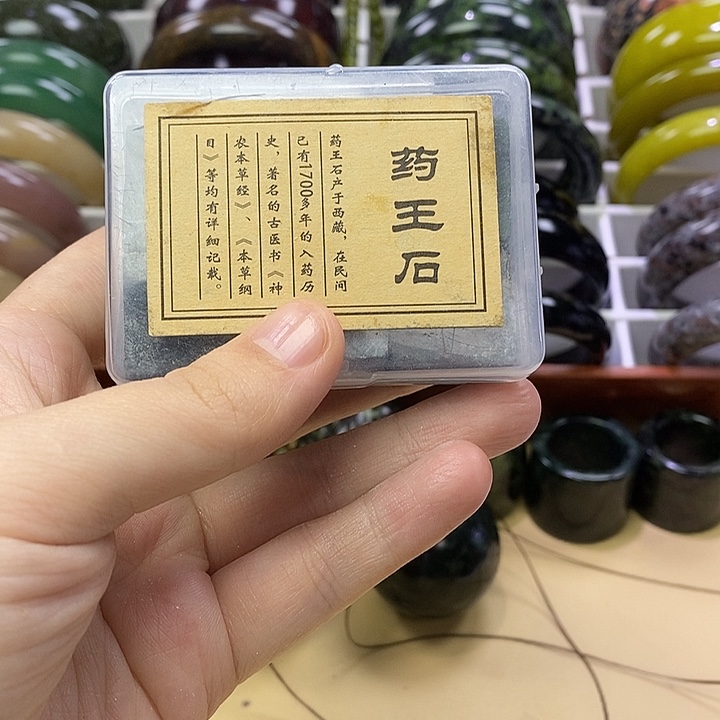 药王石
药王石产于西藏，在民间
已有1700多年的入药历
史，著名的古医书《神
农本草经》、《本草纲
目》等均有详细记载。